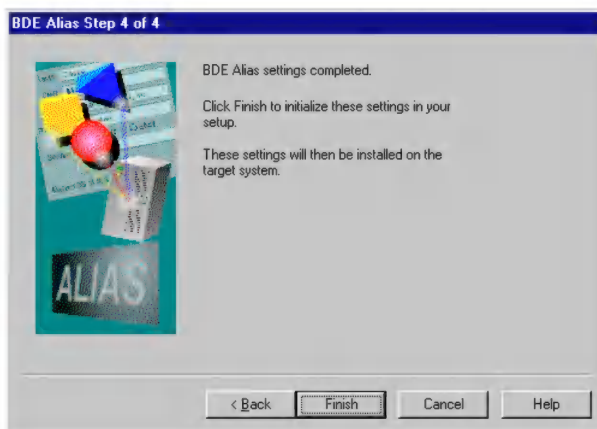 BDE Alias Step 4 of 4
BDE Alias settings completed.
Click Finish to initialize these settings in your
setup.
These settings will then be installed on the
target system.
ALIAS
< Back
Finish
Cancel
Help